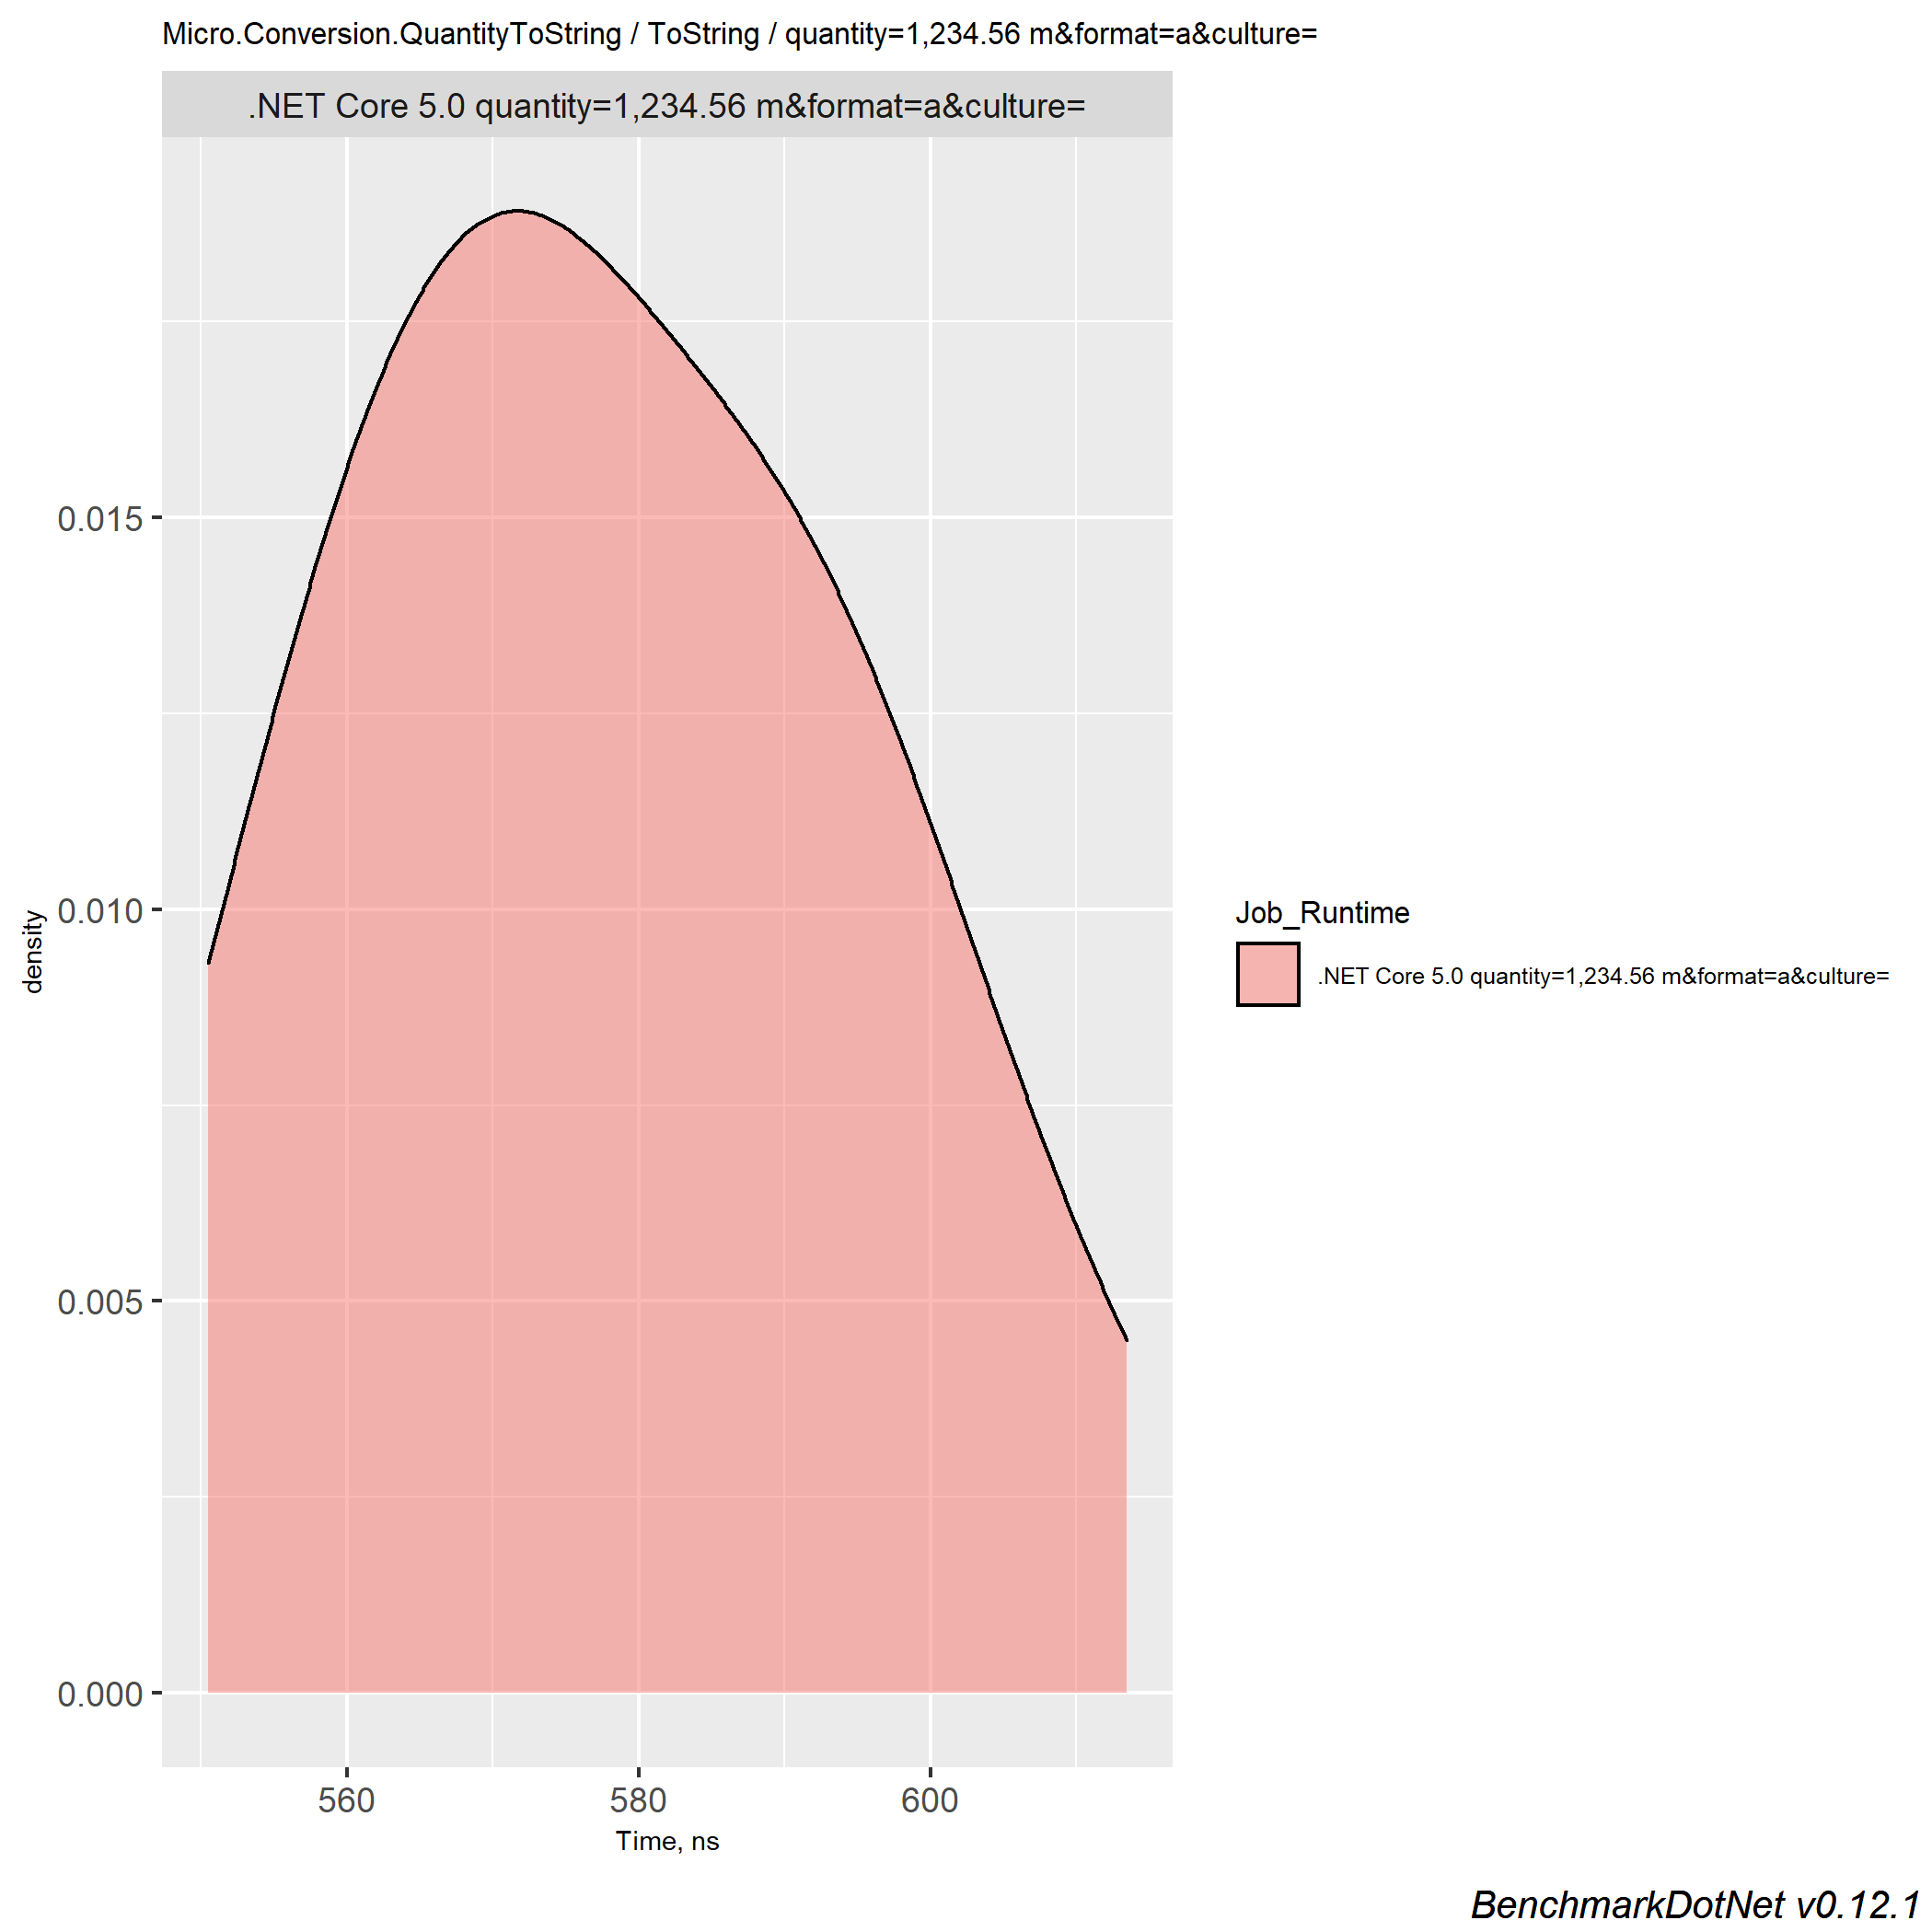 Micro.Conversion.QuantityToString / ToString / quantity=1,234.56 m&format=a&culture=
.NET Core 5.0 quantity=1,234.56 m&format=a&culture=
0.015
0.010
0.005
0.000
density
560 580 600
Time, ns
Job_Runtime
.NET Core 5.0 quantity=1,234.56 m&format=a&culture=
BenchmarkDotNet v0.12.1